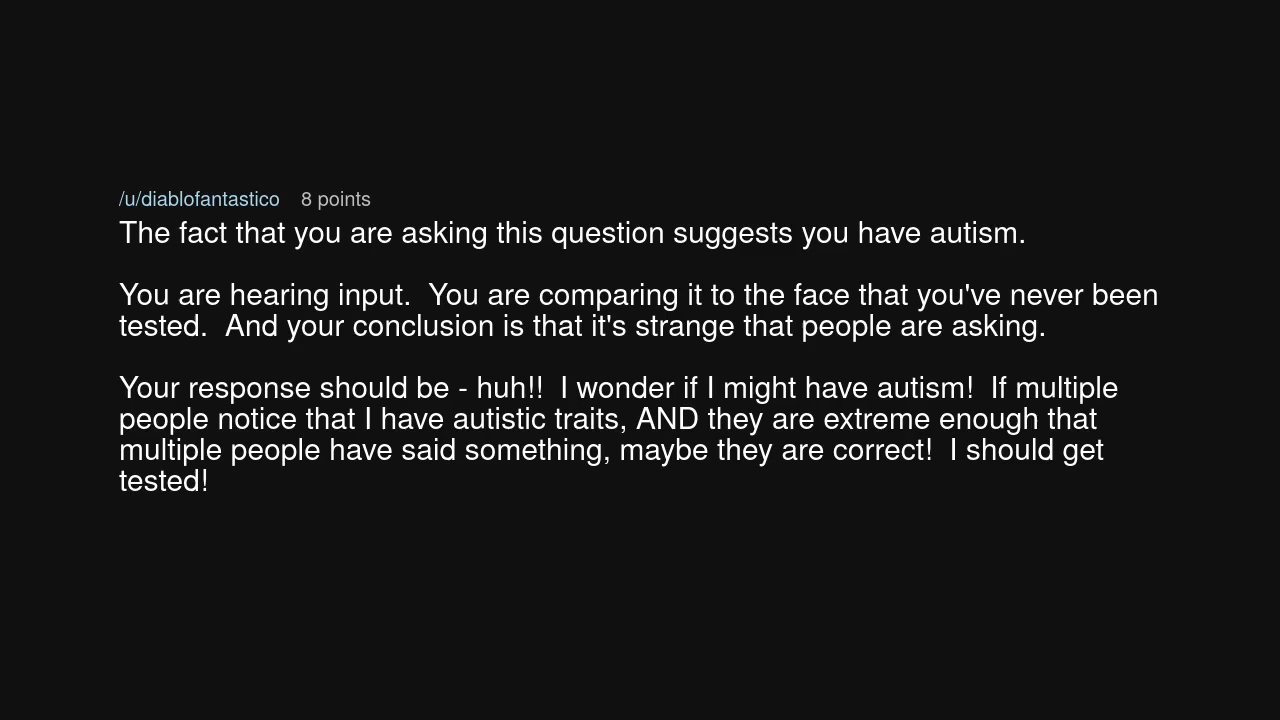 /u/diablofantastico 8 points
The fact that you are asking this question suggests you have autism.
You are hearing input.  You are comparing it to the face that you've never been
tested.  And your conclusion is that it's strange that people are asking.
Your response should be - huh!!  I wonder if I might have autism!  If multiple
people notice that I have autistic traits, AND they are extreme enough that
multiple people have said something, maybe they are correct!  I should get
tested!